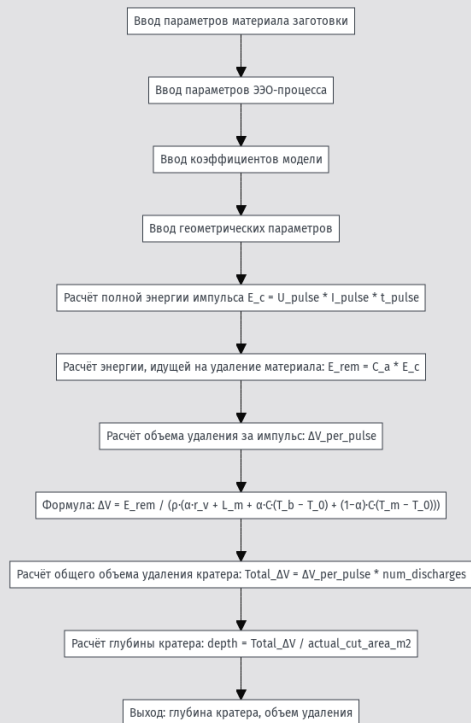 Ввод параметров материала заготовки
Ввод параметров ЭЭО-процесса
Ввод коэффициентов модели
Ввод геометрических параметров
Расчёт полной энергии импульса E_c = U_pulse * I_pulse * t_pulse
Расчёт энергии, идущей на удаление материала: E_rem = C_a * E_c
Расчёт объема удаления за импульс: ΔV_per_pulse
Формула: ΔV = E_rem / (ρ·(α·r_v + L_m + α·C·(T_b − T_0) + (1−α)·C·(T_m − T_0)))
Расчёт общего объема удаления кратера: Total_ΔV = ΔV_per_pulse * num_discharges
Расчёт глубины кратера: depth = Total_ΔV / actual_cut_area_m2
Выход: глубина кратера, объем удаления